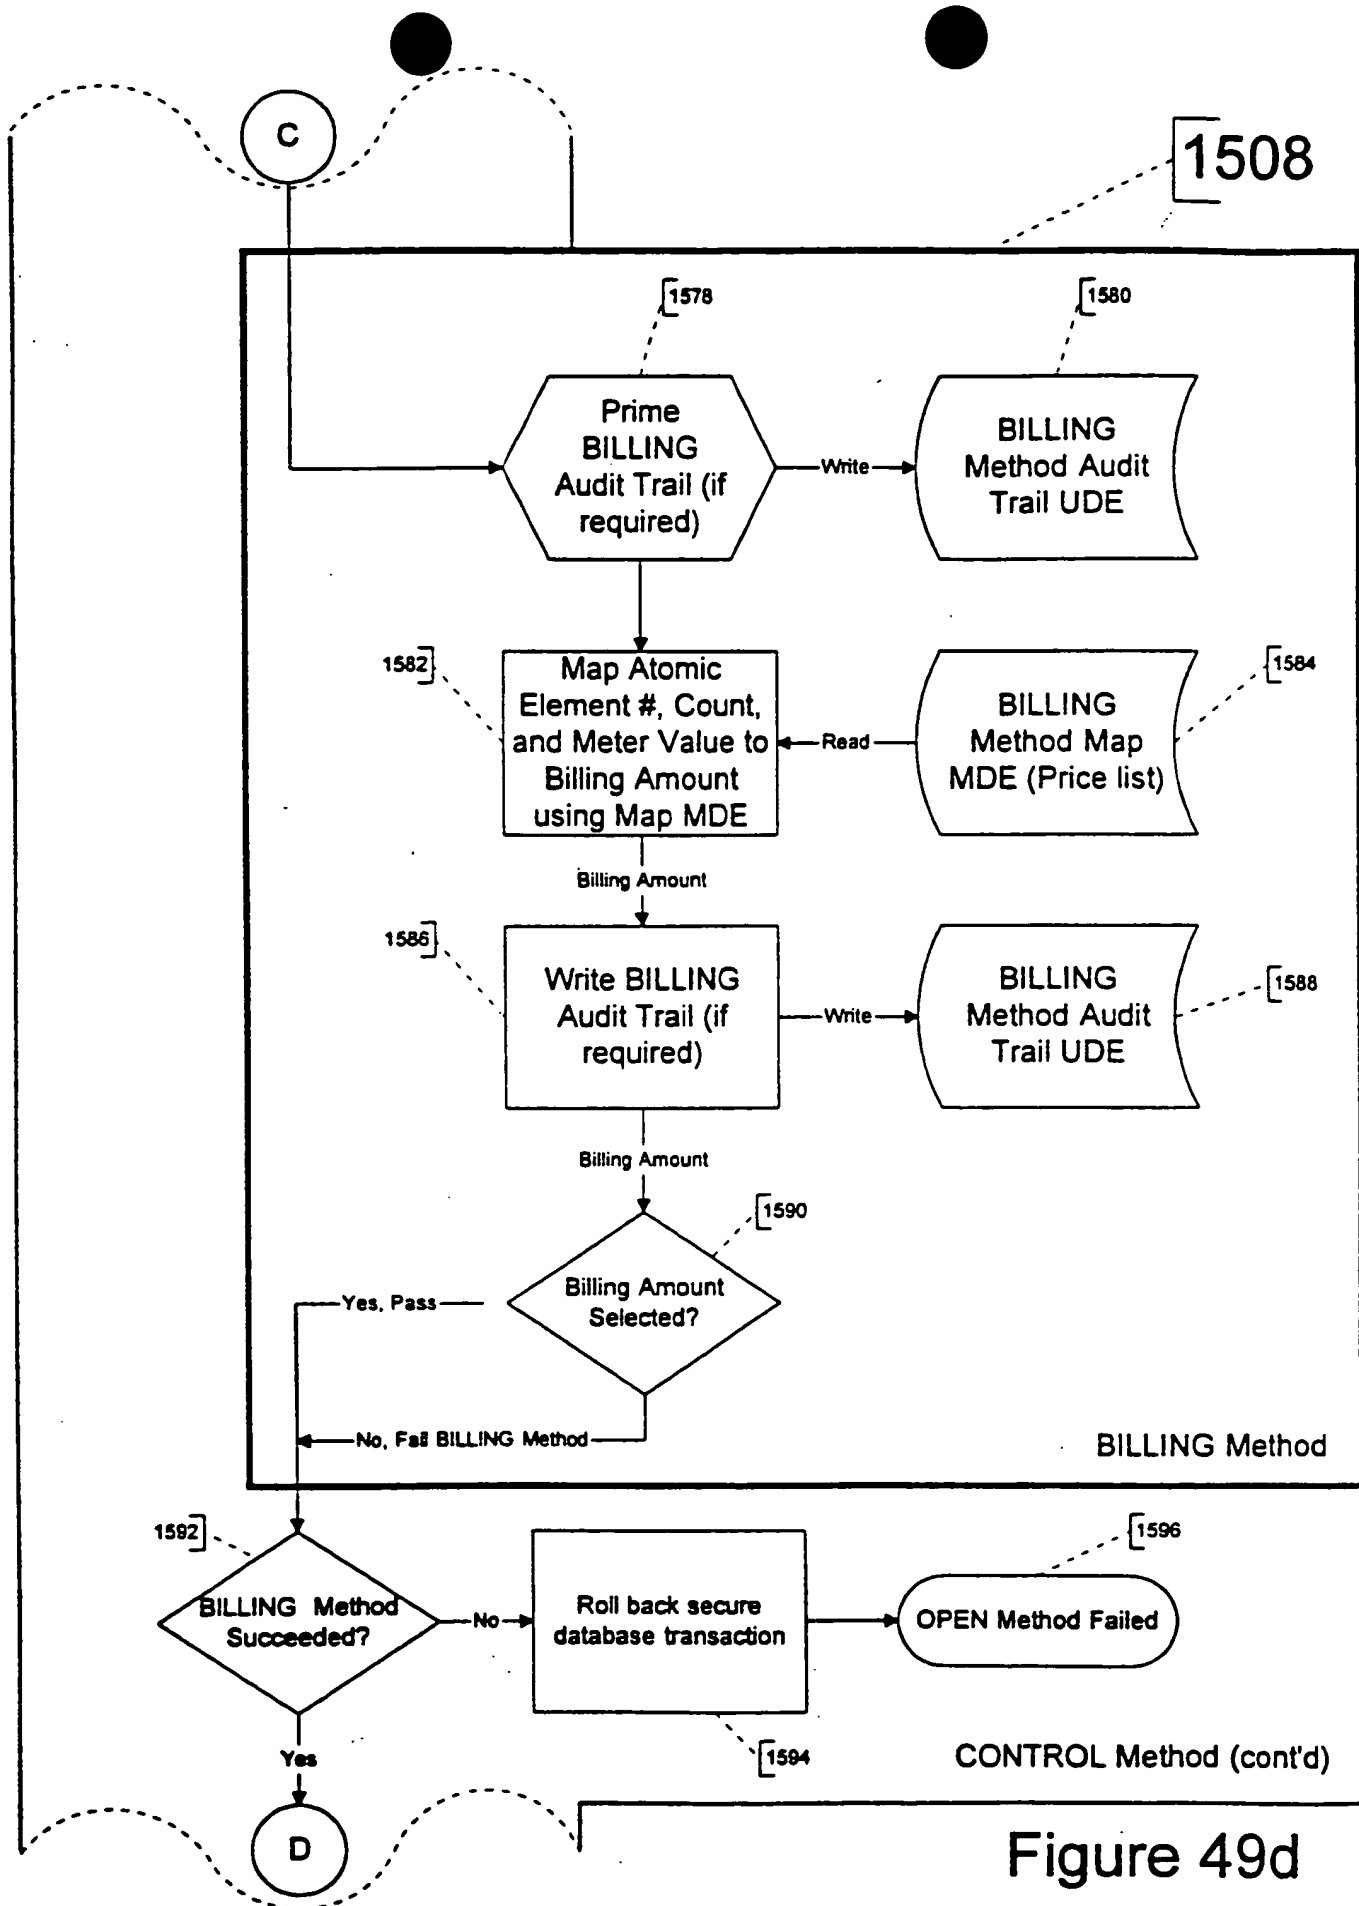 C
1508
1578
1580
Prime
BILLING
Audit Trail (if
required)
Write
BILLING
Method Audit
Trail UDE
1582
1584
Map Atomic
Element #, Count,
and Meter Value to
Billing Amount
using Map MDE
Read
BILLING
Method Map
MDE (Price list)
Billing Amount
1586
1588
Write BILLING
Audit Trail (if
required)
Write
BILLING
Method Audit
Trail UDE
Billing Amount
1590
Billing Amount
Selected?
Yes, Pass
No, Fail BILLING Method
BILLING Method
1592
1596
BILLING Method
Succeeded?
No
Roll back secure
database transaction
OPEN Method Failed
1594
Yes
CONTROL Method (cont'd)
D
Figure 49d